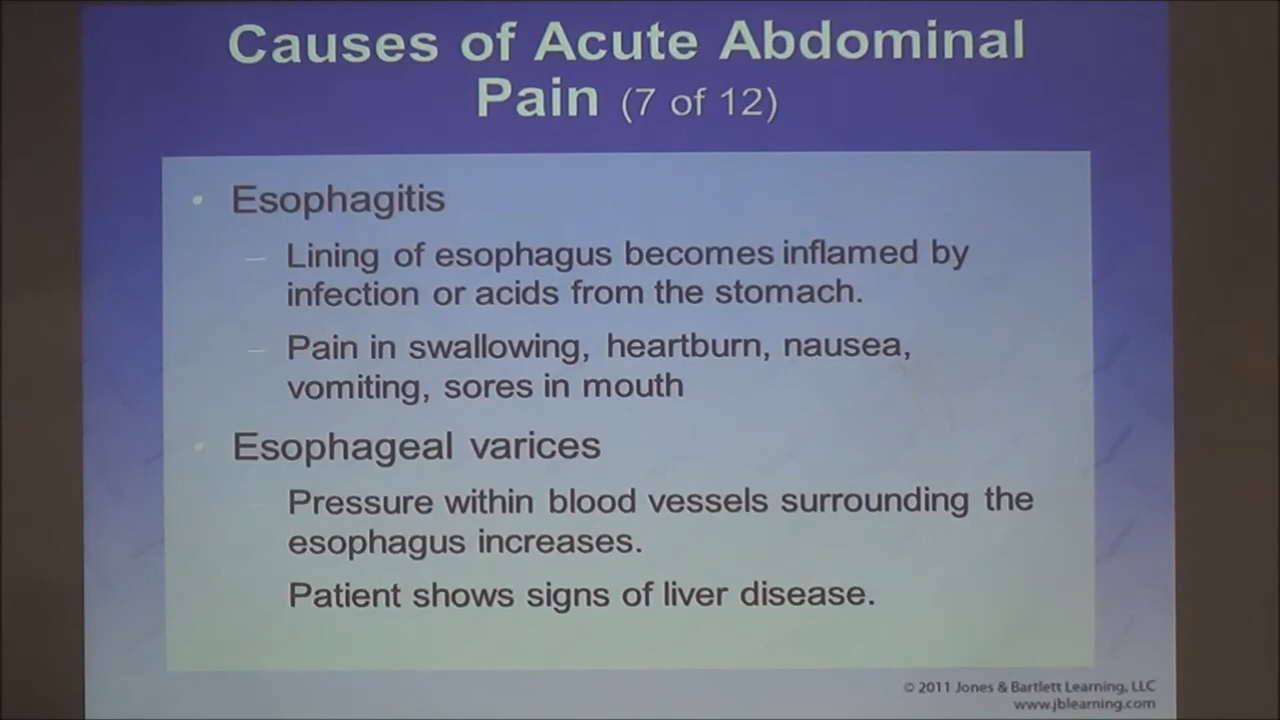 Causes of Acute Abdominal
Pain (7 of 12)
• Esophagitis
– Lining of esophagus becomes inflamed by
infection or acids from the stomach.
– Pain in swallowing, heartburn, nausea,
vomiting, sores in mouth
• Esophageal varices
Pressure within blood vessels surrounding the
esophagus increases.
Patient shows signs of liver disease.
© 2011 Jones & Bartlett Learning, LLC
www.jblearning.com